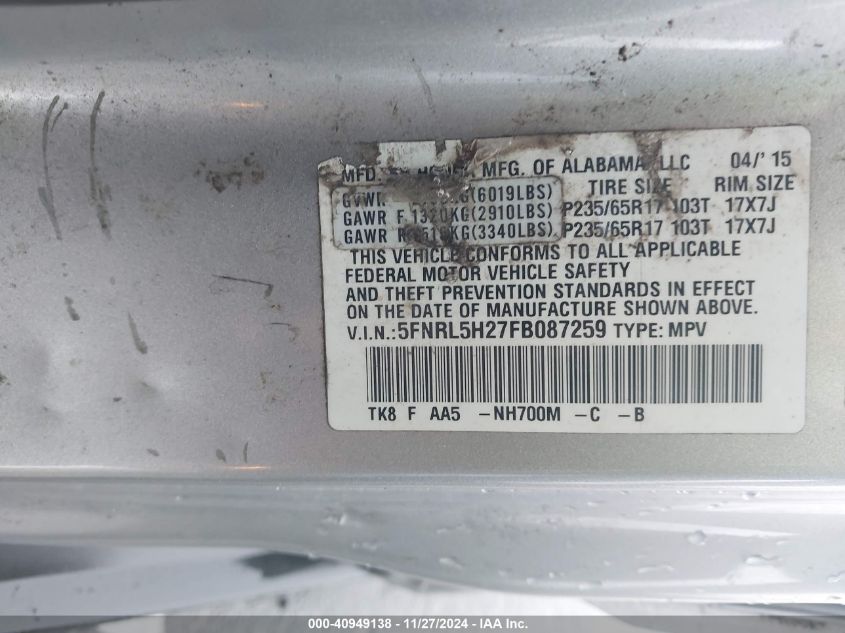 MFD. MFG. OF ALABAMA, LLC 04/'15
GVWR (6019LBS) TIRE SIZE RIM SIZE
GAWR F 1320KG(2910LBS) P235/65R17 103T 17X7J
GAWR KG(3340LBS) P235/65R17 103T 17X7J
THIS VEHICLE CONFORMS TO ALL APPLICABLE
FEDERAL MOTOR VEHICLE SAFETY
AND THEFT PREVENTION STANDARDS IN EFFECT
ON THE DATE OF MANUFACTURE SHOWN ABOVE.
V.I.N.:5FNRL5H27FB087259 TYPE: MPV
TK8 F AA5 -NH700M -C -B
000-40949138 - 11/27/2024 - IAA Inc.